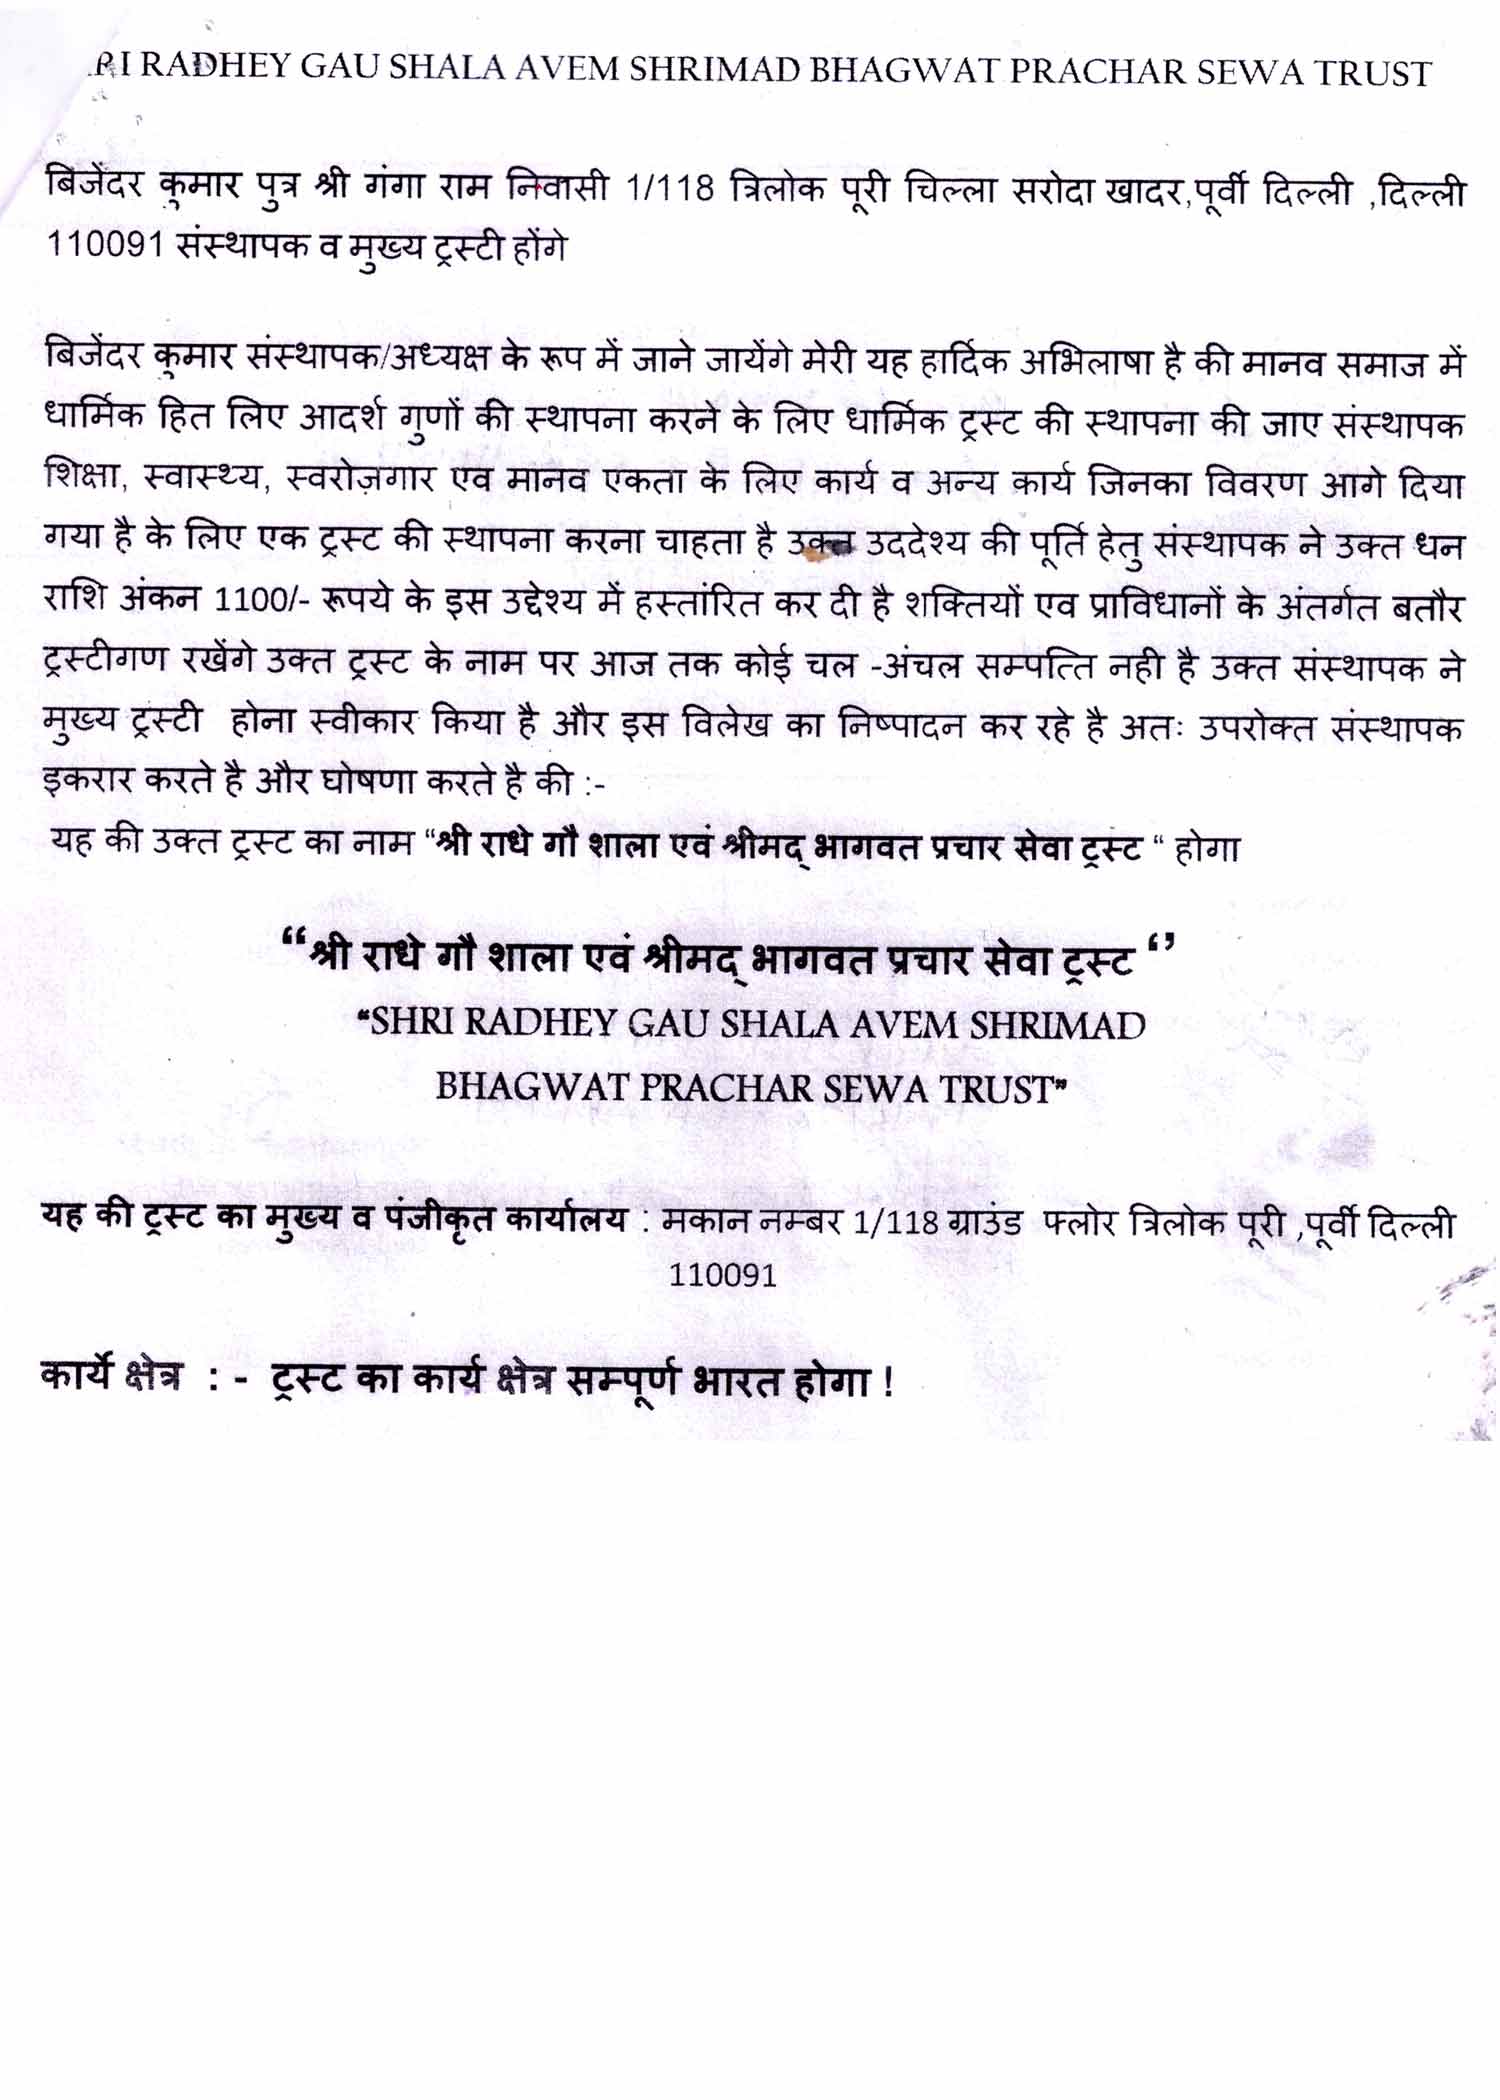 RI RADHEY GAU SHALA AVEM SHRIMAD BHAGWAT PRACHAR SEWA TRUST
बिजेंदर कुमार पुत्र श्री गंगा राम निवासी 1/118 त्रिलोक पूरी चिल्ला सरोदा खादर,पूर्वी दिल्ली ,दिल्ली
110091 संस्थापक व मुख्य ट्रस्टी होंगे
बिजेंदर कुमार संस्थापक/अध्यक्ष के रूप में जाने जायेंगे मेरी यह हार्दिक अभिलाषा है की मानव समाज में
धार्मिक हित लिए आदर्श गुणों की स्थापना करने के लिए धार्मिक ट्रस्ट की स्थापना की जाए संस्थापक
शिक्षा, स्वास्थ्य, स्वरोज़गार एव मानव एकता के लिए कार्य व अन्य कार्य जिनका विवरण आगे दिया
गया है के लिए एक ट्रस्ट की स्थापना करना चाहता है उक्त उददेश्य की पूर्ति हेतु संस्थापक ने उक्त धन
राशि अंकन 1100/- रूपये के इस उद्देश्य में हस्तांरित कर दी है शक्तियों एव प्राविधानों के अंतर्गत बतौर
ट्रस्टीगण रखेंगे उक्त ट्रस्ट के नाम पर आज तक कोई चल -अंचल सम्पत्ति नही है उक्त संस्थापक ने
मुख्य ट्रस्टी होना स्वीकार किया है और इस विलेख का निष्पादन कर रहे है अतः उपरोक्त संस्थापक
इकरार करते है और घोषणा करते है की :-
यह की उक्त ट्रस्ट का नाम “श्री राधे गौ शाला एवं श्रीमद् भागवत प्रचार सेवा ट्रस्ट “ होगा
“श्री राधे गौ शाला एवं श्रीमद् भागवत प्रचार सेवा ट्रस्ट ‘’
“SHRI RADHEY GAU SHALA AVEM SHRIMAD
BHAGWAT PRACHAR SEWA TRUST”
यह की ट्रस्ट का मुख्य व पंजीकृत कार्यालय : मकान नम्बर 1/118 ग्राउंड फ्लोर त्रिलोक पूरी ,पूर्वी दिल्ली
110091
कार्ये क्षेत्र : - ट्रस्ट का कार्य क्षेत्र सम्पूर्ण भारत होगा !